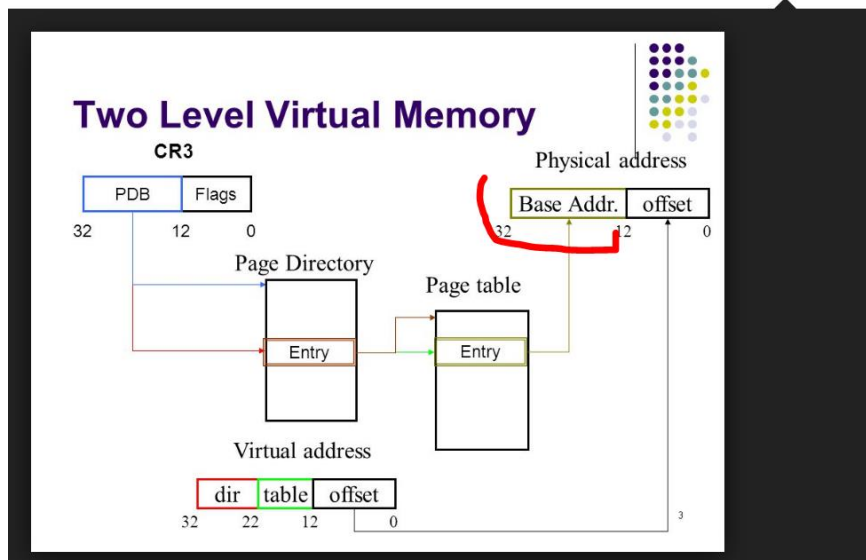 Two Level Virtual Memory
CR3
Physical address
PDB Flags
Base Addr. offset
32 12 0
32 12 0
Page Directory
Page table
Entry
Entry
Virtual address
dir table offset
32 22 12 0
3